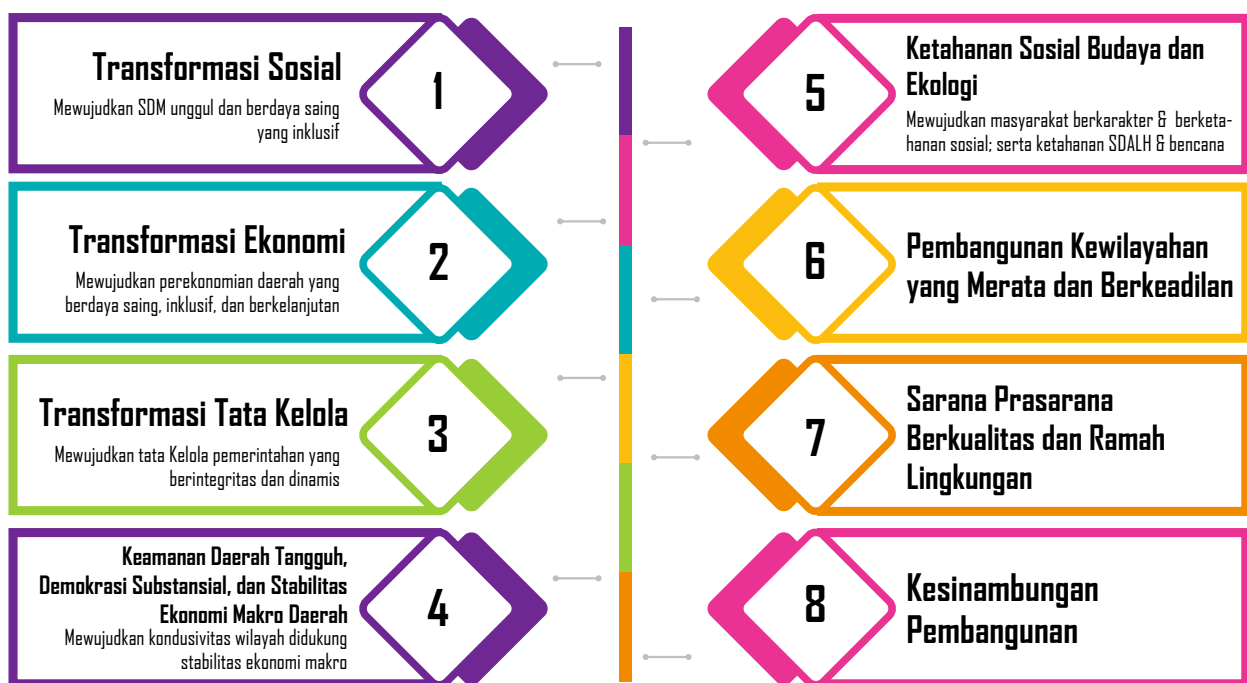 Transformasi Sosial
Mewujudkan SDM unggul dan berdaya saing
yang inklusif
1
Transformasi Ekonomi
Mewujudkan perekonomian daerah yang
berdaya saing, inklusif, dan berkelanjutan
2
Transformasi Tata Kelola
Mewujudkan tata Kelola pemerintahan yang
berintegritas dan dinamis
3
Keamanan Daerah Tangguh,
Demokrasi Substansial, dan Stabilitas
Ekonomi Makro Daerah
Mewujudkan kondusivitas wilayah didukung
stabilitas ekonomi makro
4
5
Ketahanan Sosial Budaya dan
Ekologi
Mewujudkan masyarakat berkarakter & berketa-
hanan sosial; serta ketahanan SDALH & bencana
6
Pembangunan Kewilayahan
yang Merata dan Berkeadilan
7
Sarana Prasarana
Berkualitas dan Ramah
Lingkungan
8
Kesinambungan
Pembangunan